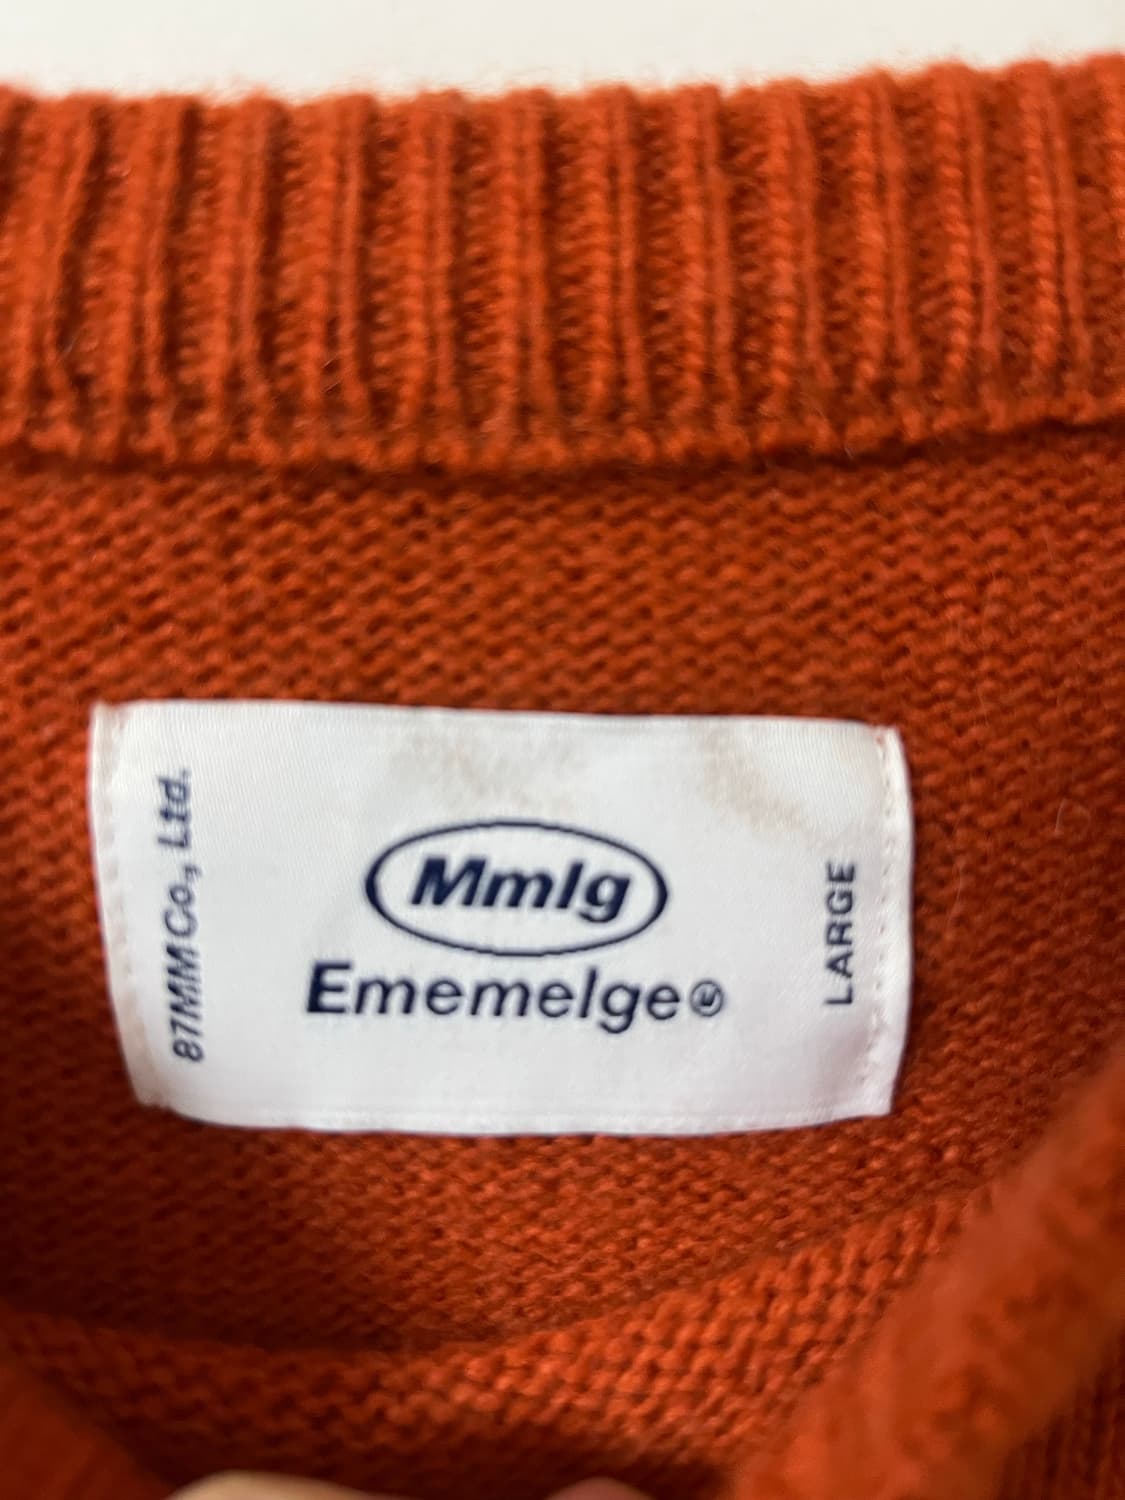 87MM Co., Ltd.
Mmlg
Ememelge
LARGE